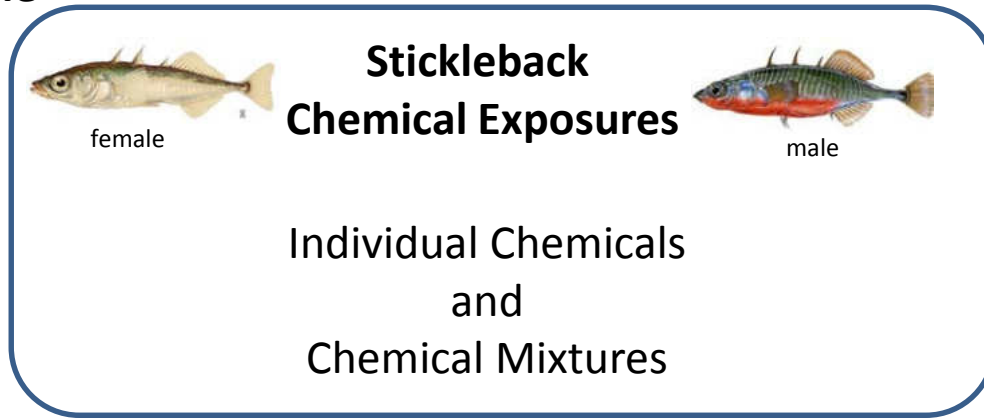 Stickleback
Chemical Exposures
female
male
Individual Chemicals
and
Chemical Mixtures